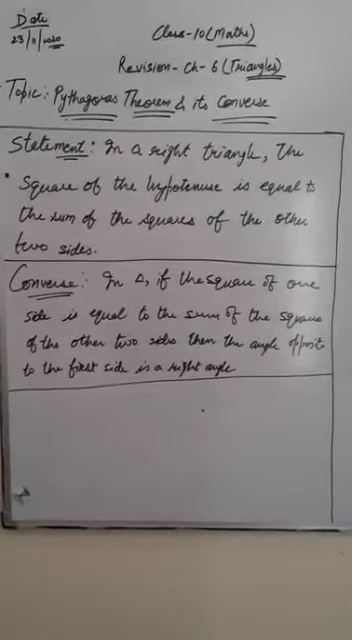 Date
23/11/2020
Class-10 (Maths)
Revision-Ch-6 (Triangles)
Topic: Pythagoras Theorem & its Converse
Statement: In a right triangle, the
Square of the hypotenuse is equal to
the sum of the squares of the other
two sides.
Converse: In Δ, if the square of one
side is equal to the sum of the squares
of the other two sides then the angle opposite
to the first side is a right angle